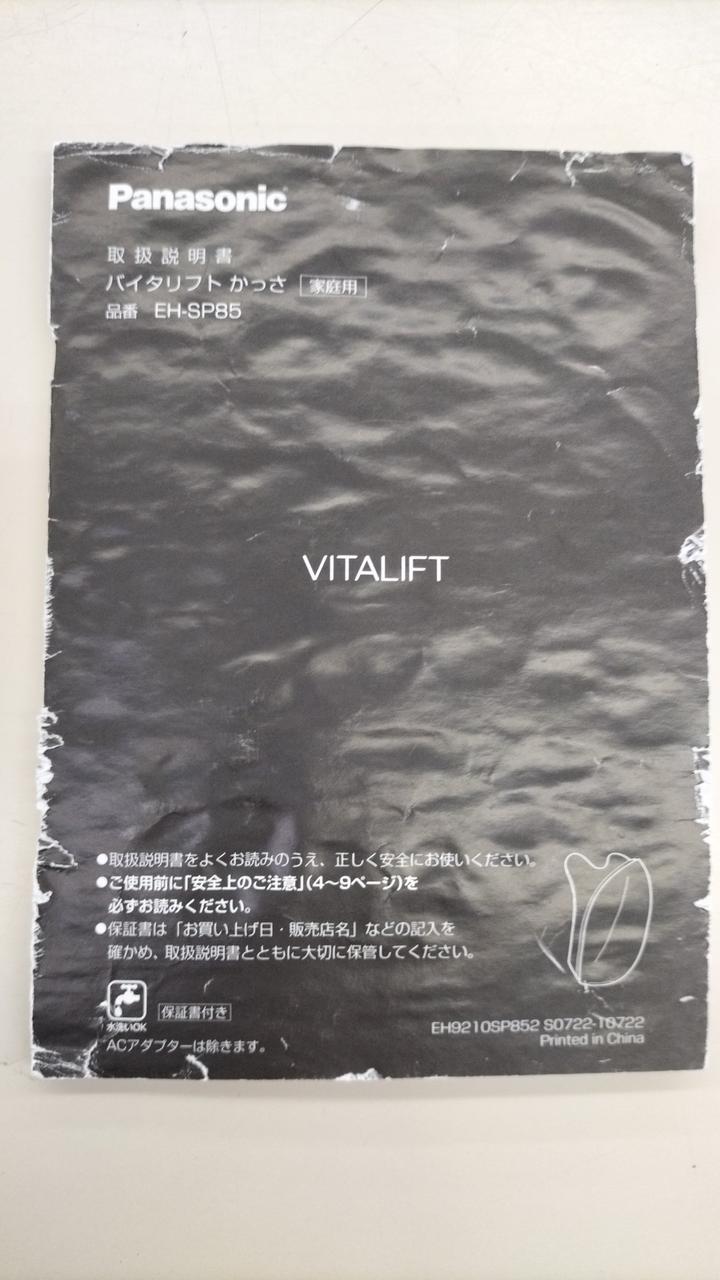 Panasonic
取扱説明書
バイタリフト かっさ 家庭用
品番 EH-SP85
VITALIFT
●取扱説明書をよくお読みのうえ、正しく安全にお使いください。
●ご使用前に「安全上のご注意」(4〜9ページ)を
必ずお読みください。
●保証書は「お買い上げ日・販売店名」などの記入を
確かめ、取扱説明書とともに大切に保管してください。
水洗いOK
保証書付き
ACアダプターは除きます。
EH9210SP852 S0722-10722
Printed in China